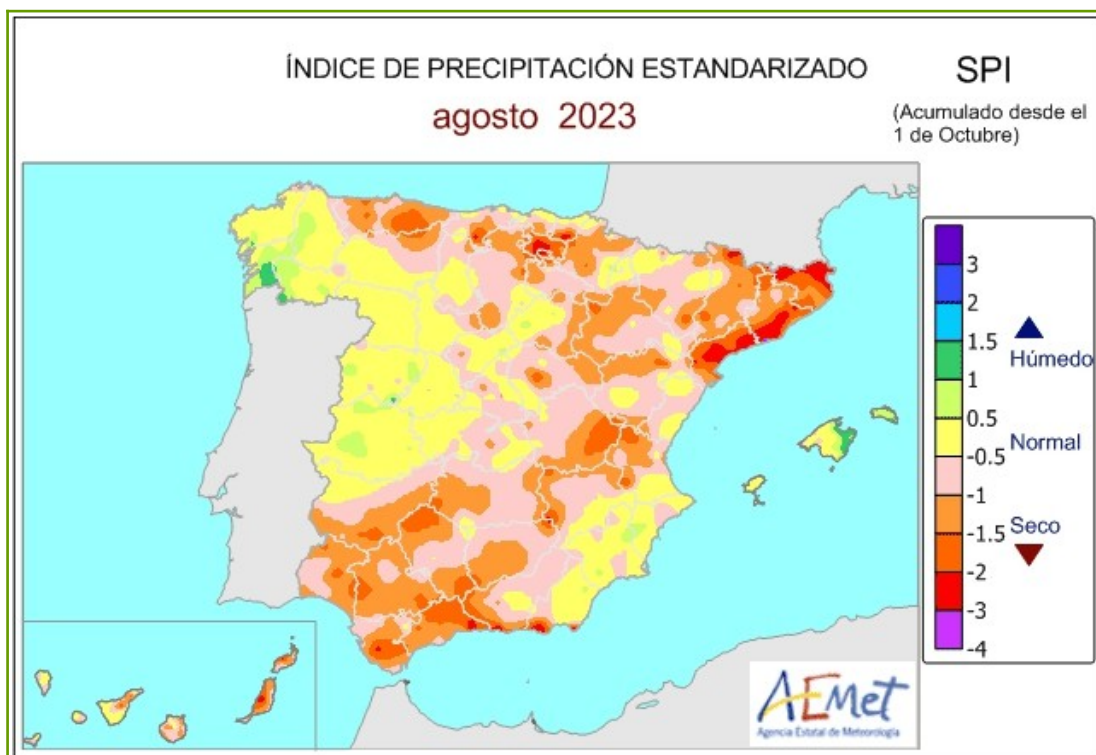 ÍNDICE DE PRECIPITACIÓN ESTANDARIZADO
agosto 2023
SPI
(Acumulado desde el
1 de Octubre)
3
2
1.5
1
0.5
-0.5
-1
-1.5
-2
-3
-4
Húmedo
Normal
Seco
AEMet
Agencia Estatal de Meteorología